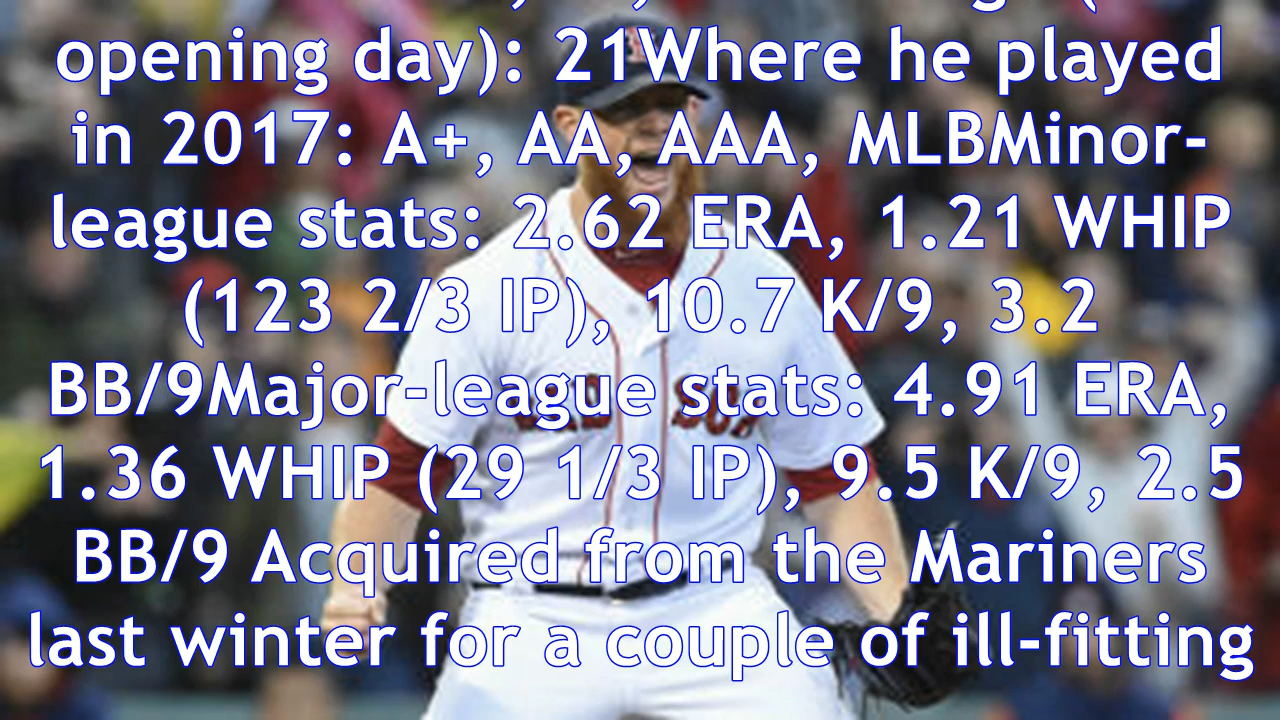 opening day): 21Where he played
in 2017: A+, AA, AAA, MLBMinor-
league stats: 2.62 ERA, 1.21 WHIP
(123 2/3 IP), 10.7 K/9, 3.2
BB/9Major-league stats: 4.91 ERA,
1.36 WHIP (29 1/3 IP), 9.5 K/9, 2.5
BB/9 Acquired from the Mariners
last winter for a couple of ill-fitting
RED SOX